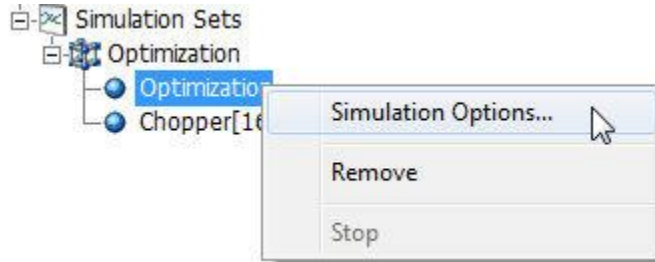 Simulation Sets
Optimization
Optimizatio
Simulation Options...
Chopper[16
Remove
Stop